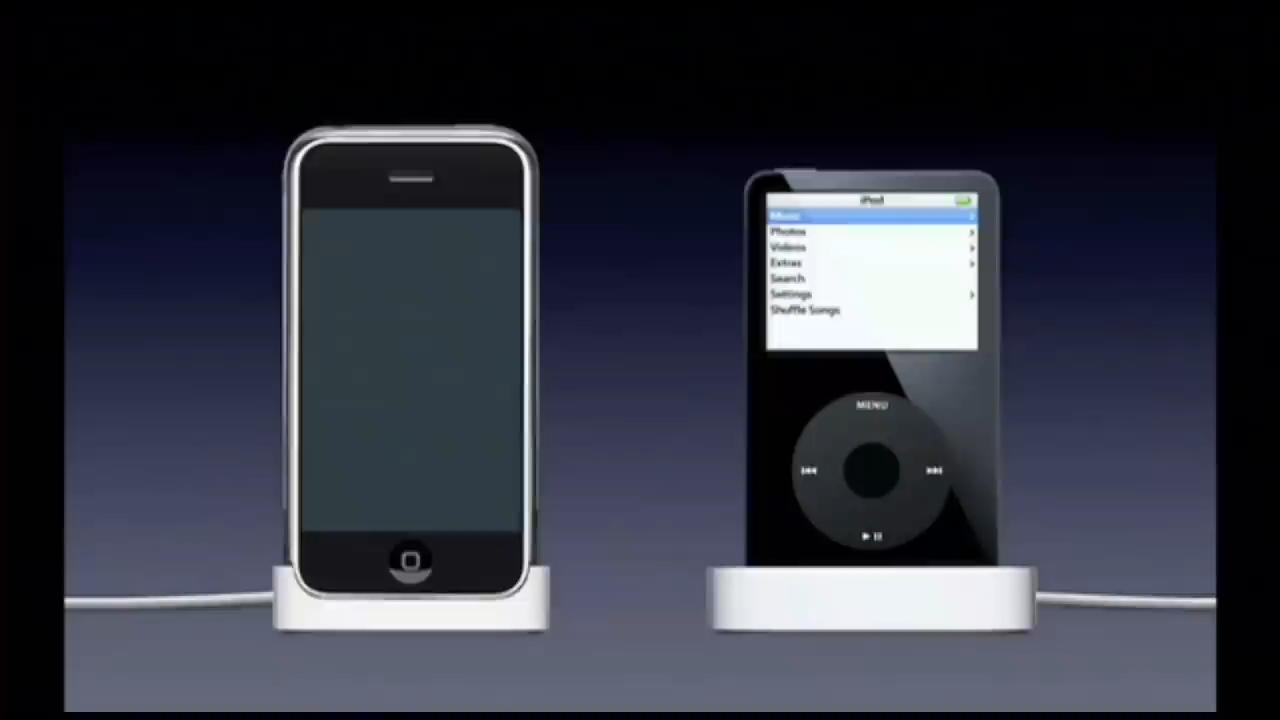 iPod
Music
Photos
Videos
Extras
Search
Settings
Shuffle Songs
MENU